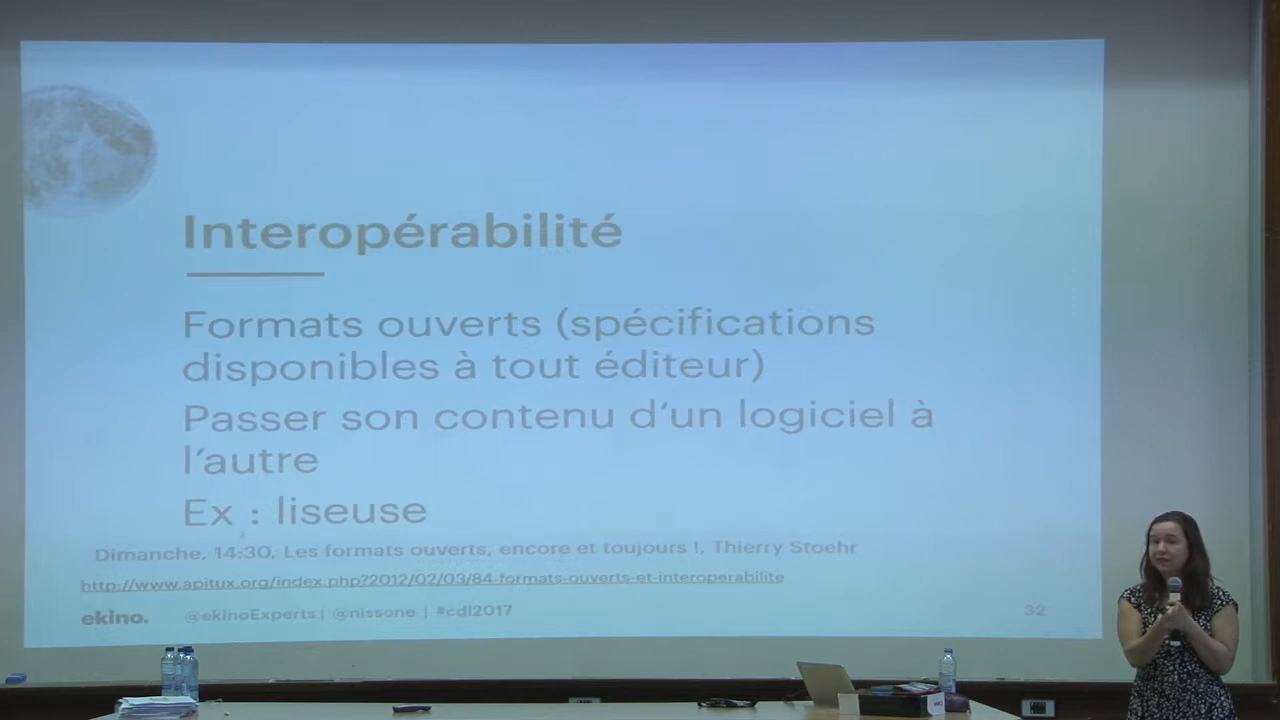 Interopérabilité
Formats ouverts (spécifications
disponibles à tout éditeur)
Passer son contenu d'un logiciel à
l'autre
Ex : liseuse
Dimanche, 14:30, Les formats ouverts, encore et toujours !, Thierry Stoehr
http://www.apitux.org/index.php?2012/02/03/84-formats-ouverts-et-interoperabilite
ekino. @ekinoExperts | @nissone | #cdl2017 32